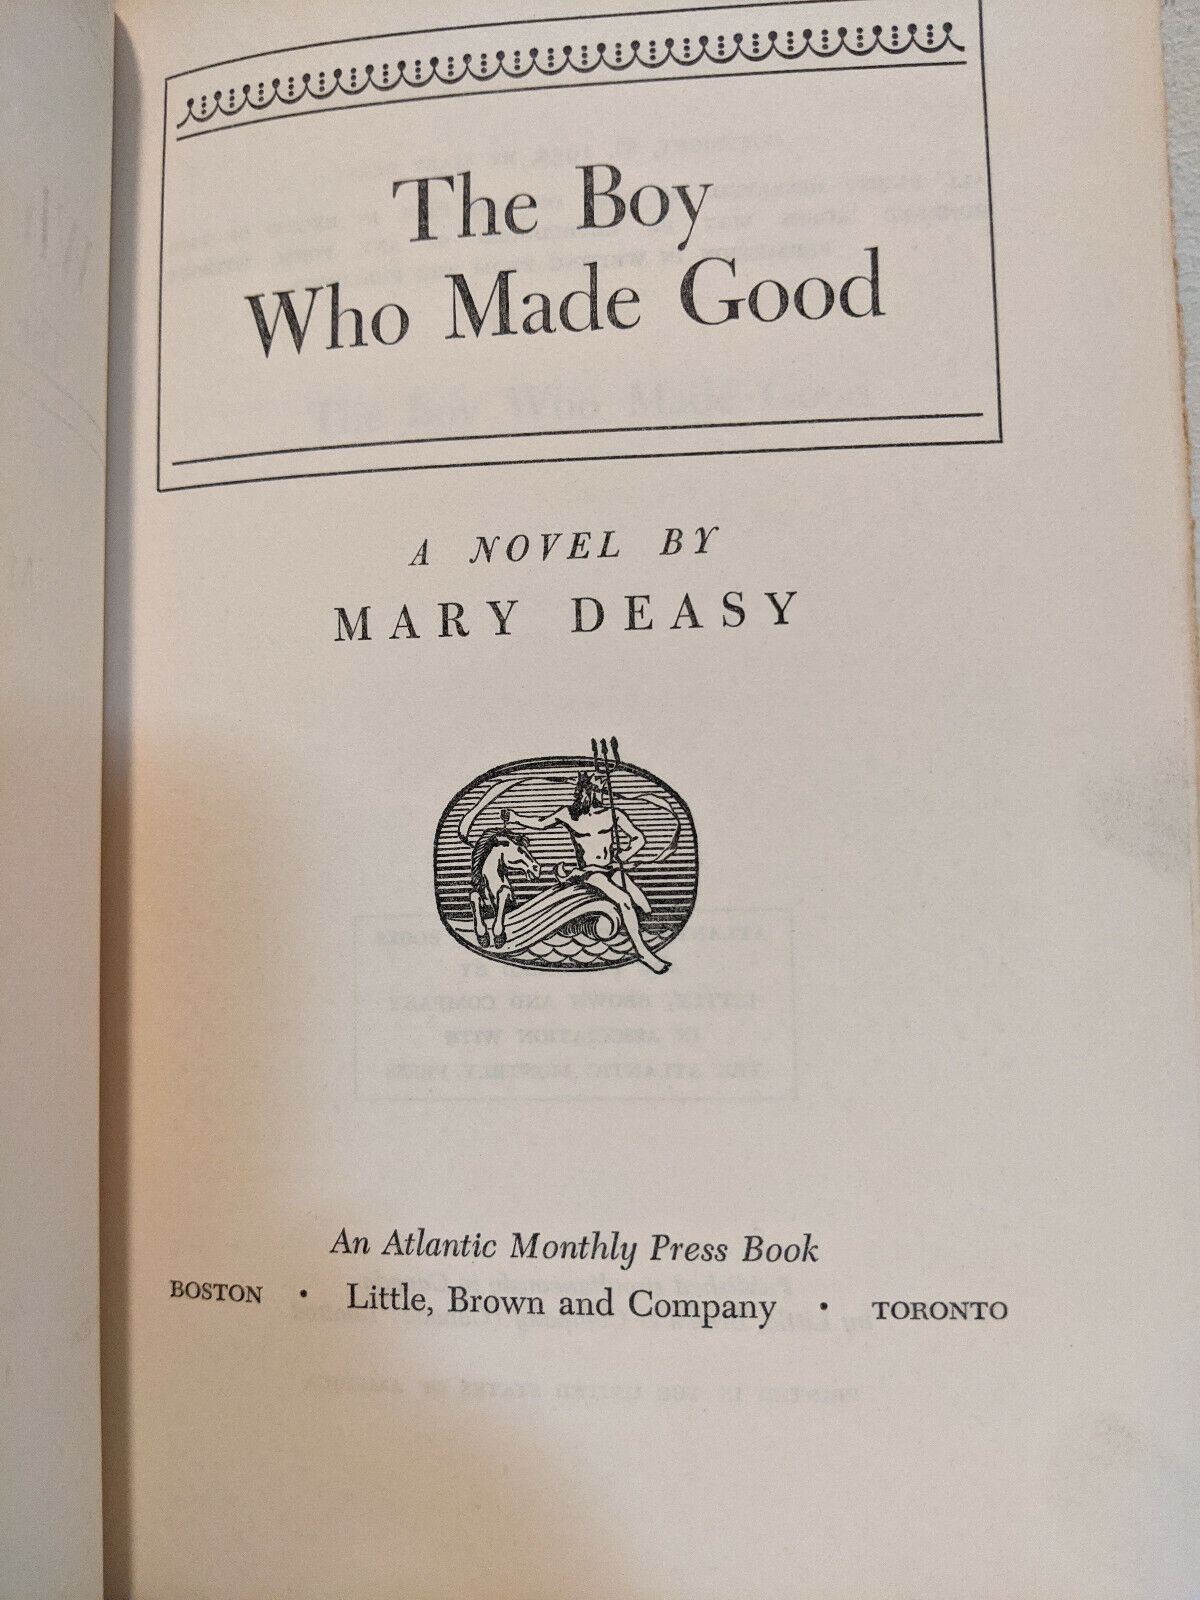 The Boy
Who Made Good
A NOVEL BY
MARY DEASY
An Atlantic Monthly Press Book
BOSTON • Little, Brown and Company • TORONTO